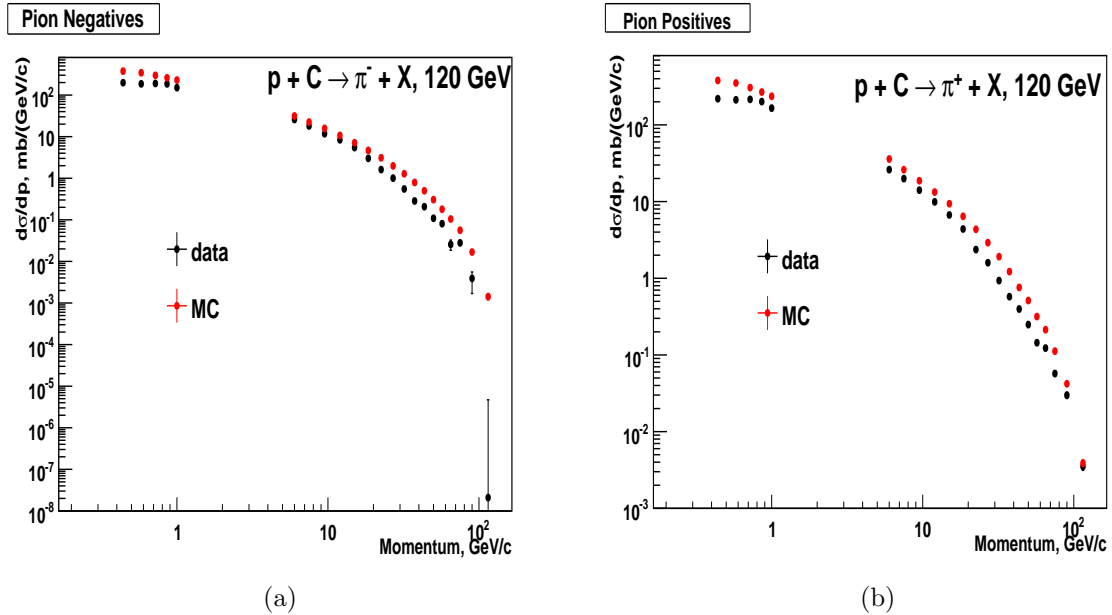 Pion Negatives
p + C → π⁻ + X, 120 GeV
dσ/dp, mb/(GeV/c)
10²
10
1
10⁻¹
10⁻²
10⁻³
10⁻⁴
10⁻⁵
10⁻⁶
10⁻⁷
10⁻⁸
data
MC
1
10
10²
Momentum, GeV/c
(a)
Pion Positives
p + C → π⁺ + X, 120 GeV
dσ/dp, mb/(GeV/c)
10²
10
1
10⁻¹
10⁻²
10⁻³
data
MC
1
10
10²
Momentum, GeV/c
(b)